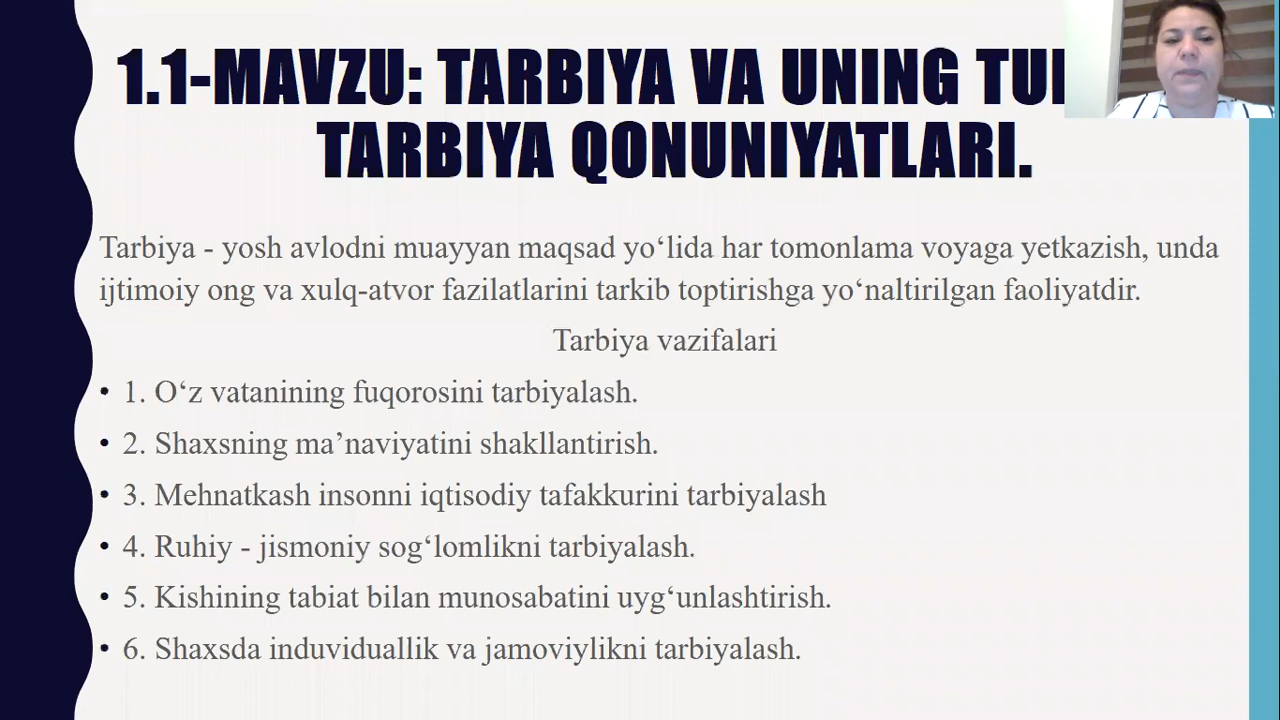 1.1-MAVZU: TARBIYA VA UNING
TARBIYA QONUNIYATLARI.
Tarbiya - yosh avlodni muayyan maqsad yo‘lida har tomonlama voyaga yetkazish, unda
ijtimoiy ong va xulq-atvor fazilatlarini tarkib toptirishga yo‘naltirilgan faoliyatdir.
Tarbiya vazifalari
• 1. O‘z vatanining fuqorosini tarbiyalash.
• 2. Shaxsning ma’naviyatini shakllantirish.
• 3. Mehnatkash insonni iqtisodiy tafakkurini tarbiyalash
• 4. Ruhiy - jismoniy sog‘lomlikni tarbiyalash.
• 5. Kishining tabiat bilan munosabatini uyg‘unlashtirish.
• 6. Shaxsda induviduallik va jamoviylikni tarbiyalash.